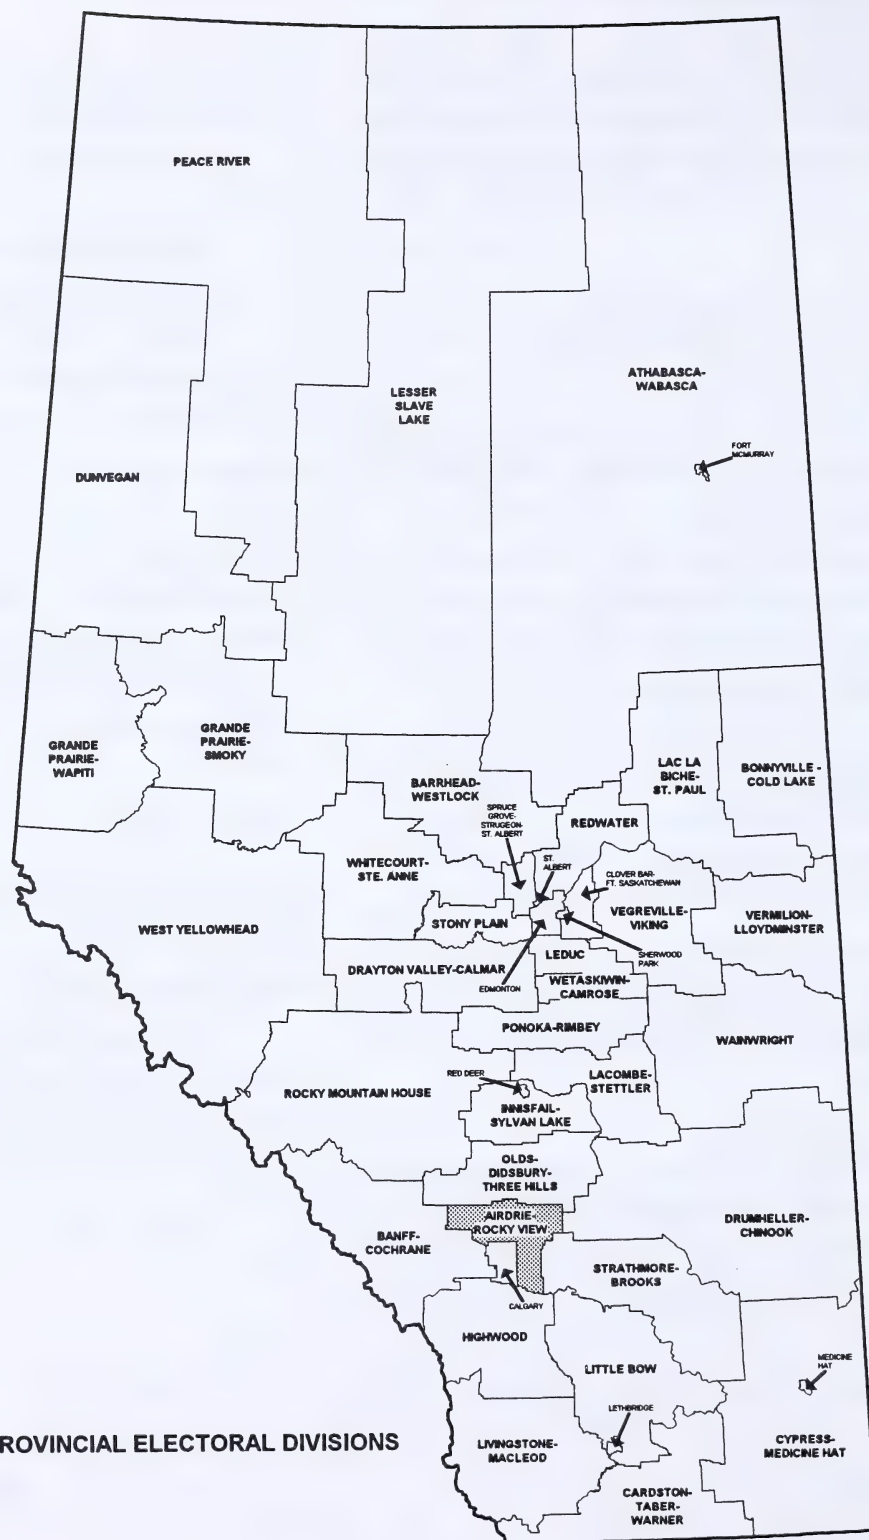 PEACE RIVER
ATHABASCA-
WABASCA
LESSER
SLAVE
LAKE
FORT
MCMURRAY
DUNVEGAN
GRANDE
PRAIRIE-
SMOKY
GRANDE
PRAIRIE-
WAPITI
LAC LA
BICHE-
ST. PAUL
BONNYVILLE -
COLD LAKE
BARRHEAD-
WESTLOCK
SPRUCE
GROVE-
STRUGEON-
ST. ALBERT
REDWATER
WHITECOURT-
STE. ANNE
ST.
ALBERT
CLOVER BAR-
FT. SASKATCHEWAN
VEGREVILLE-
VIKING
VERMILION-
LLOYDMINSTER
WEST YELLOWHEAD
STONY PLAIN
LEDUC
SHERWOOD
PARK
DRAYTON VALLEY-CALMAR
EDMONTON
WETASKIWIN-
CAMROSE
PONOKA-RIMBEY
WAINWRIGHT
RED DEER
LACOMBE-
STETTLER
ROCKY MOUNTAIN HOUSE
INNISFAIL-
SYLVAN LAKE
OLDS-
DIDSBURY-
THREE HILLS
AIRDRIE-
ROCKY VIEW
DRUMHELLER-
CHINOOK
BANFF-
COCHRANE
STRATHMORE-
BROOKS
CALGARY
HIGHWOOD
LITTLE BOW
MEDICINE
HAT
LETHBRIDGE
ROVINCIAL ELECTORAL DIVISIONS
LIVINGSTONE-
MACLEOD
CYPRESS-
MEDICINE HAT
CARDSTON-
TABER-
WARNER